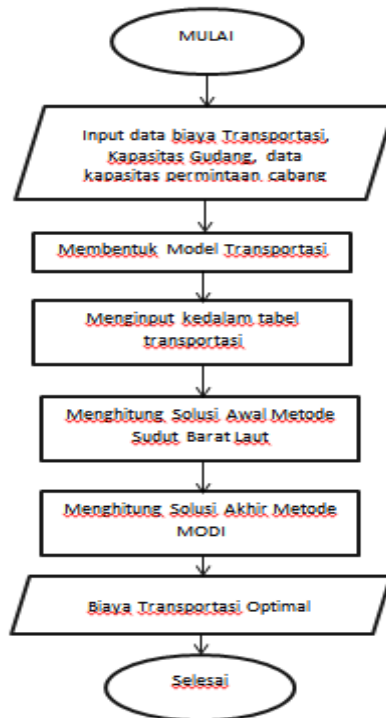 MULAI
Input data biaya Transportasi,
Kapasitas Gudang, data
kapasitas permintaan cabang
Membentuk Model Transportasi
Menginput kedalam tabel
transportasi
Menghitung Solusi Awal Metode
Sudut Barat Laut
Menghitung Solusi Akhir Metode
MODI
Biaya Transportasi Optimal
Selesai